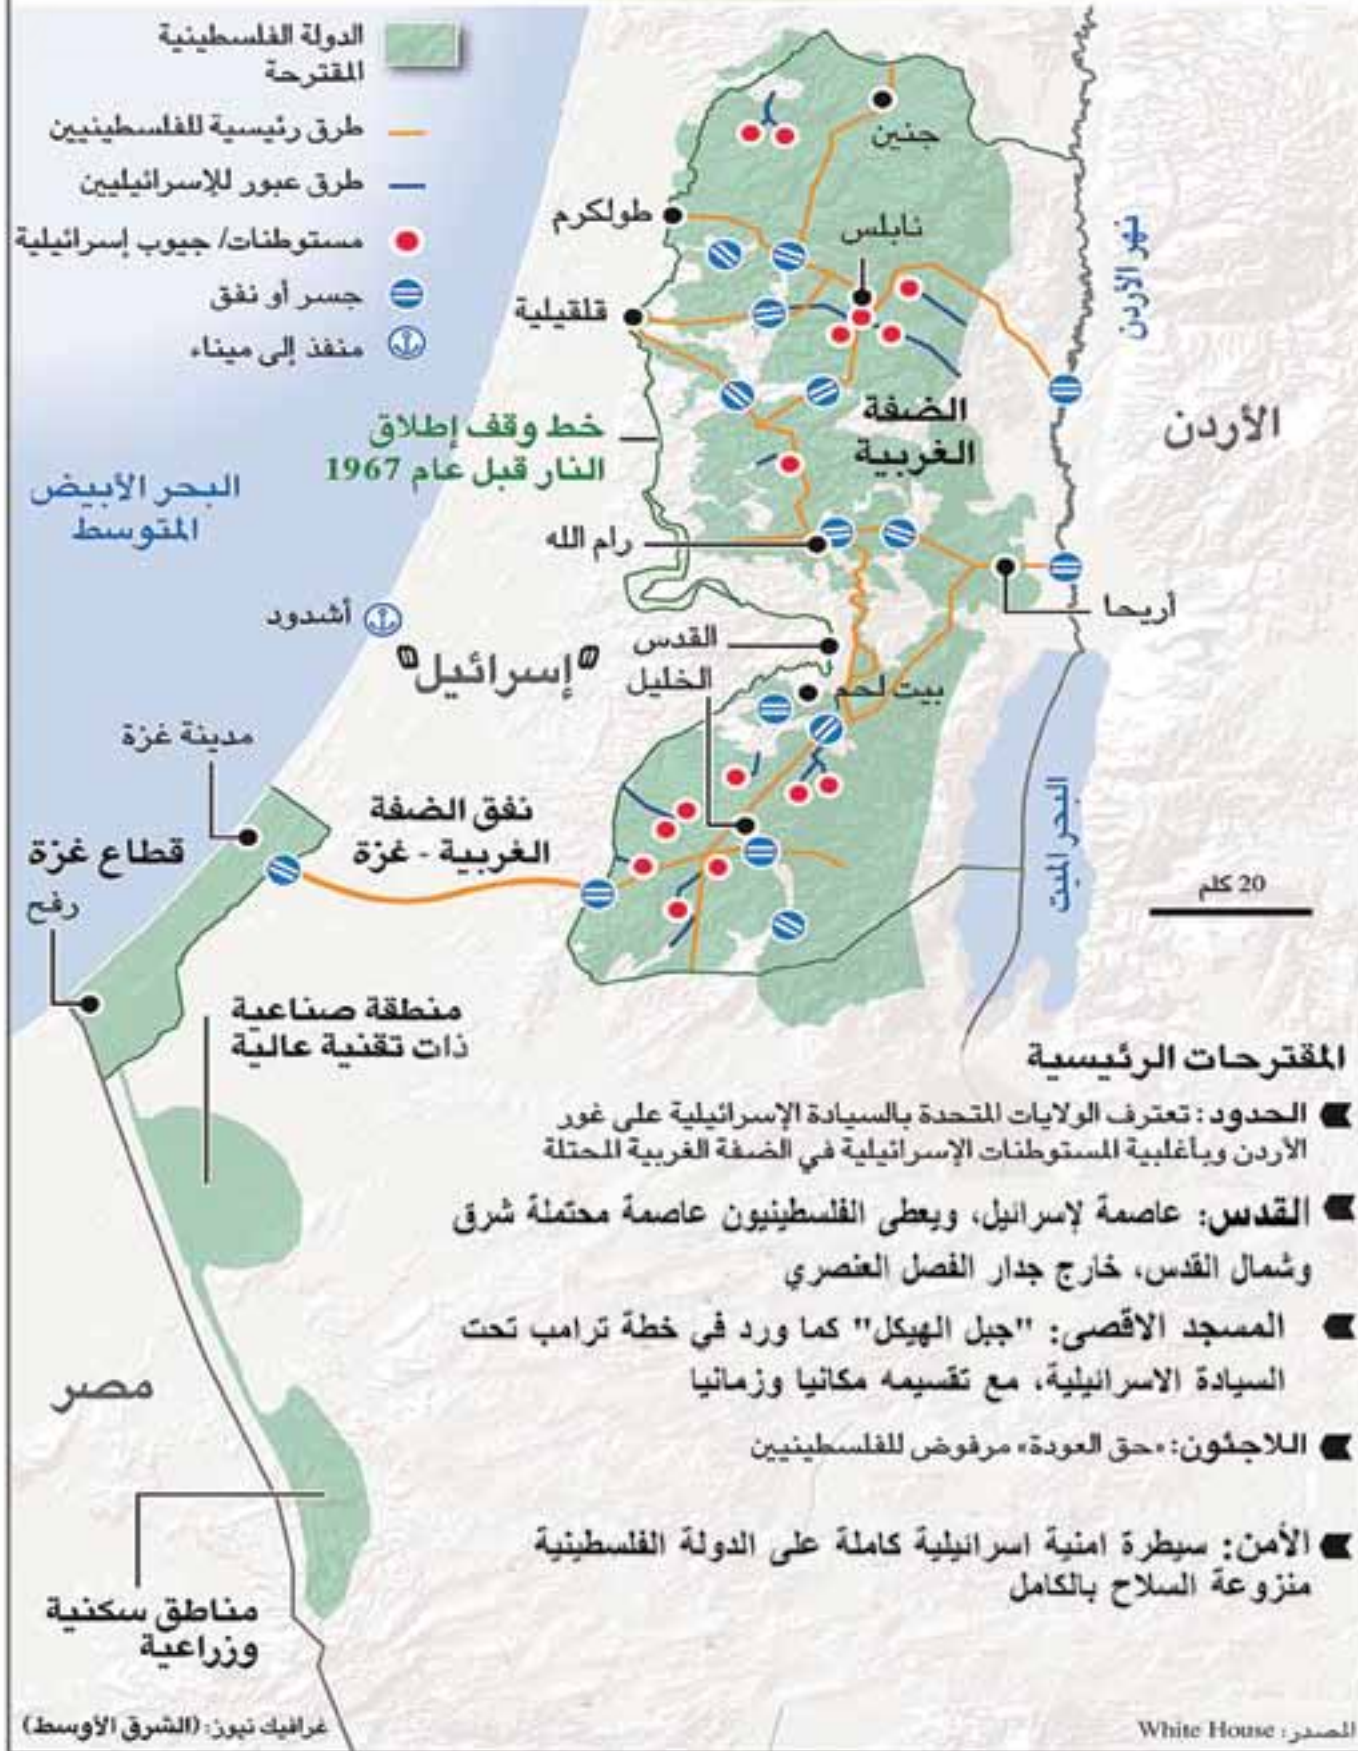 الدولة الفلسطينية
المقترحة
طرق رئيسية للفلسطينيين
طرق عبور للإسرائيليين
مستوطنات/ جيوب إسرائيلية
جسر أو نفق
منفذ إلى ميناء
جنين
طولكرم
نابلس
نهر الأردن
قلقيلية
الضفة
الغربية
الأردن
خط وقف إطلاق
النار قبل عام 1967
البحر الأبيض
المتوسط
رام الله
أريحا
أشدود
"إسرائيل"
القدس
الخليل
بيت لحم
مدينة غزة
نفق الضفة
الغربية - غزة
قطاع غزة
رفح
البحر الميت
20 كلم
منطقة صناعية
ذات تقنية عالية
المقترحات الرئيسية
الحدود: تعترف الولايات المتحدة بالسيادة الإسرائيلية على غور
الأردن وبأغلبية المستوطنات الإسرائيلية في الضفة الغربية المحتلة
القدس: عاصمة لإسرائيل، ويعطى الفلسطينيون عاصمة محتملة شرق
وشمال القدس، خارج جدار الفصل العنصري
المسجد الاقصى: "جبل الهيكل" كما ورد في خطة ترامب تحت
السيادة الاسرائيلية، مع تقسيمه مكانيا وزمانيا
اللاجئون: «حق العودة» مرفوض للفلسطينيين
الأمن: سيطرة امنية اسرائيلية كاملة على الدولة الفلسطينية
منزوعة السلاح بالكامل
مصر
مناطق سكنية
وزراعية
المصدر: White House
غرافيك نيوز: (الشرق الأوسط)